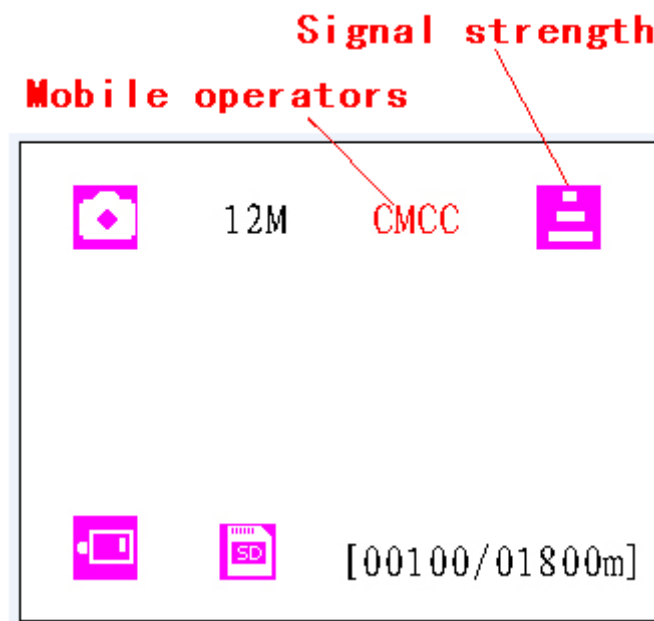 Signal strength
Mobile operators
12M CMCC
SD [00100/01800m]